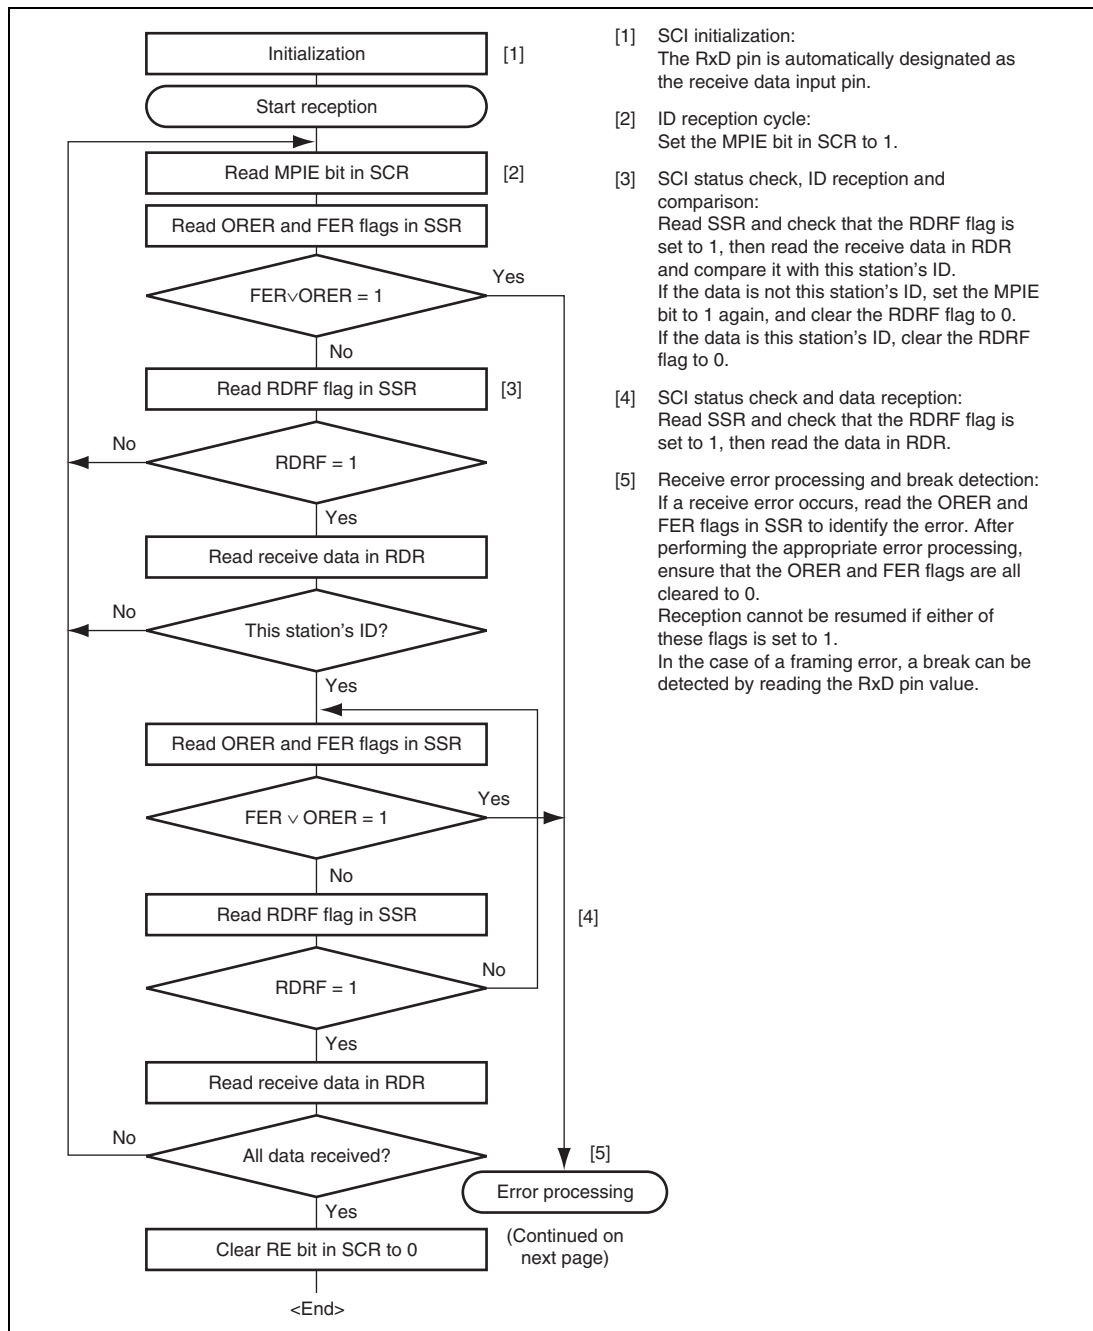 Initialization
[1]
Start reception
Read MPIE bit in SCR
[2]
Read ORER and FER flags in SSR
FER∨ORER = 1
Yes
No
Read RDRF flag in SSR
[3]
No
RDRF = 1
Yes
Read receive data in RDR
No
This station's ID?
Yes
Read ORER and FER flags in SSR
Yes
FER ∨ ORER = 1
No
Read RDRF flag in SSR
[4]
No
RDRF = 1
Yes
Read receive data in RDR
No
All data received?
[5]
Error processing
Yes
(Continued on
next page)
Clear RE bit in SCR to 0
<End>
[1] SCI initialization:
The RxD pin is automatically designated as
the receive data input pin.
[2] ID reception cycle:
Set the MPIE bit in SCR to 1.
[3] SCI status check, ID reception and
comparison:
Read SSR and check that the RDRF flag is
set to 1, then read the receive data in RDR
and compare it with this station's ID.
If the data is not this station's ID, set the MPIE
bit to 1 again, and clear the RDRF flag to 0.
If the data is this station's ID, clear the RDRF
flag to 0.
[4] SCI status check and data reception:
Read SSR and check that the RDRF flag is
set to 1, then read the data in RDR.
[5] Receive error processing and break detection:
If a receive error occurs, read the ORER and
FER flags in SSR to identify the error. After
performing the appropriate error processing,
ensure that the ORER and FER flags are all
cleared to 0.
Reception cannot be resumed if either of
these flags is set to 1.
In the case of a framing error, a break can be
detected by reading the RxD pin value.